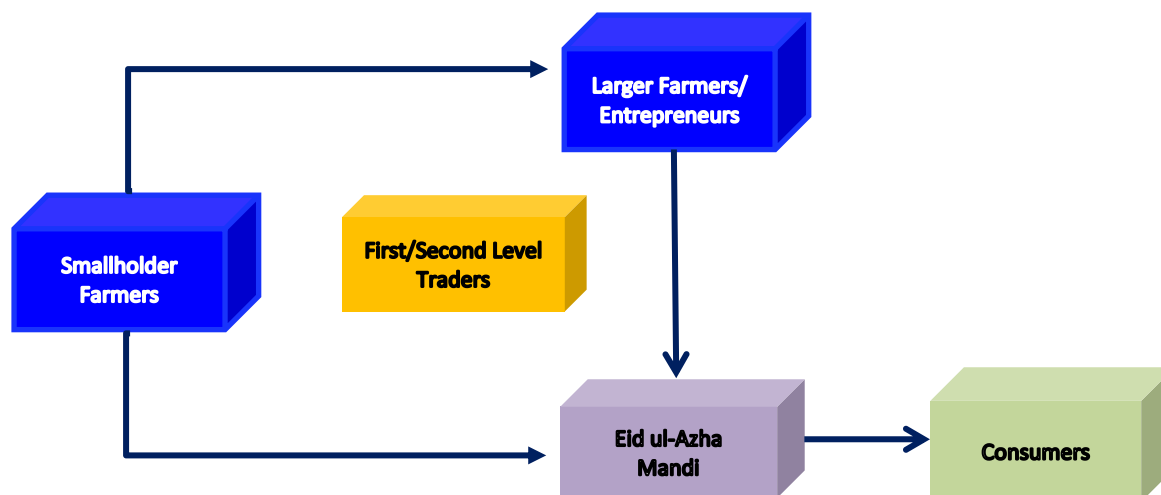 Larger Farmers/
Entrepreneurs
First/Second Level
Traders
Smallholder
Farmers
Eid ul-Azha
Mandi
Consumers